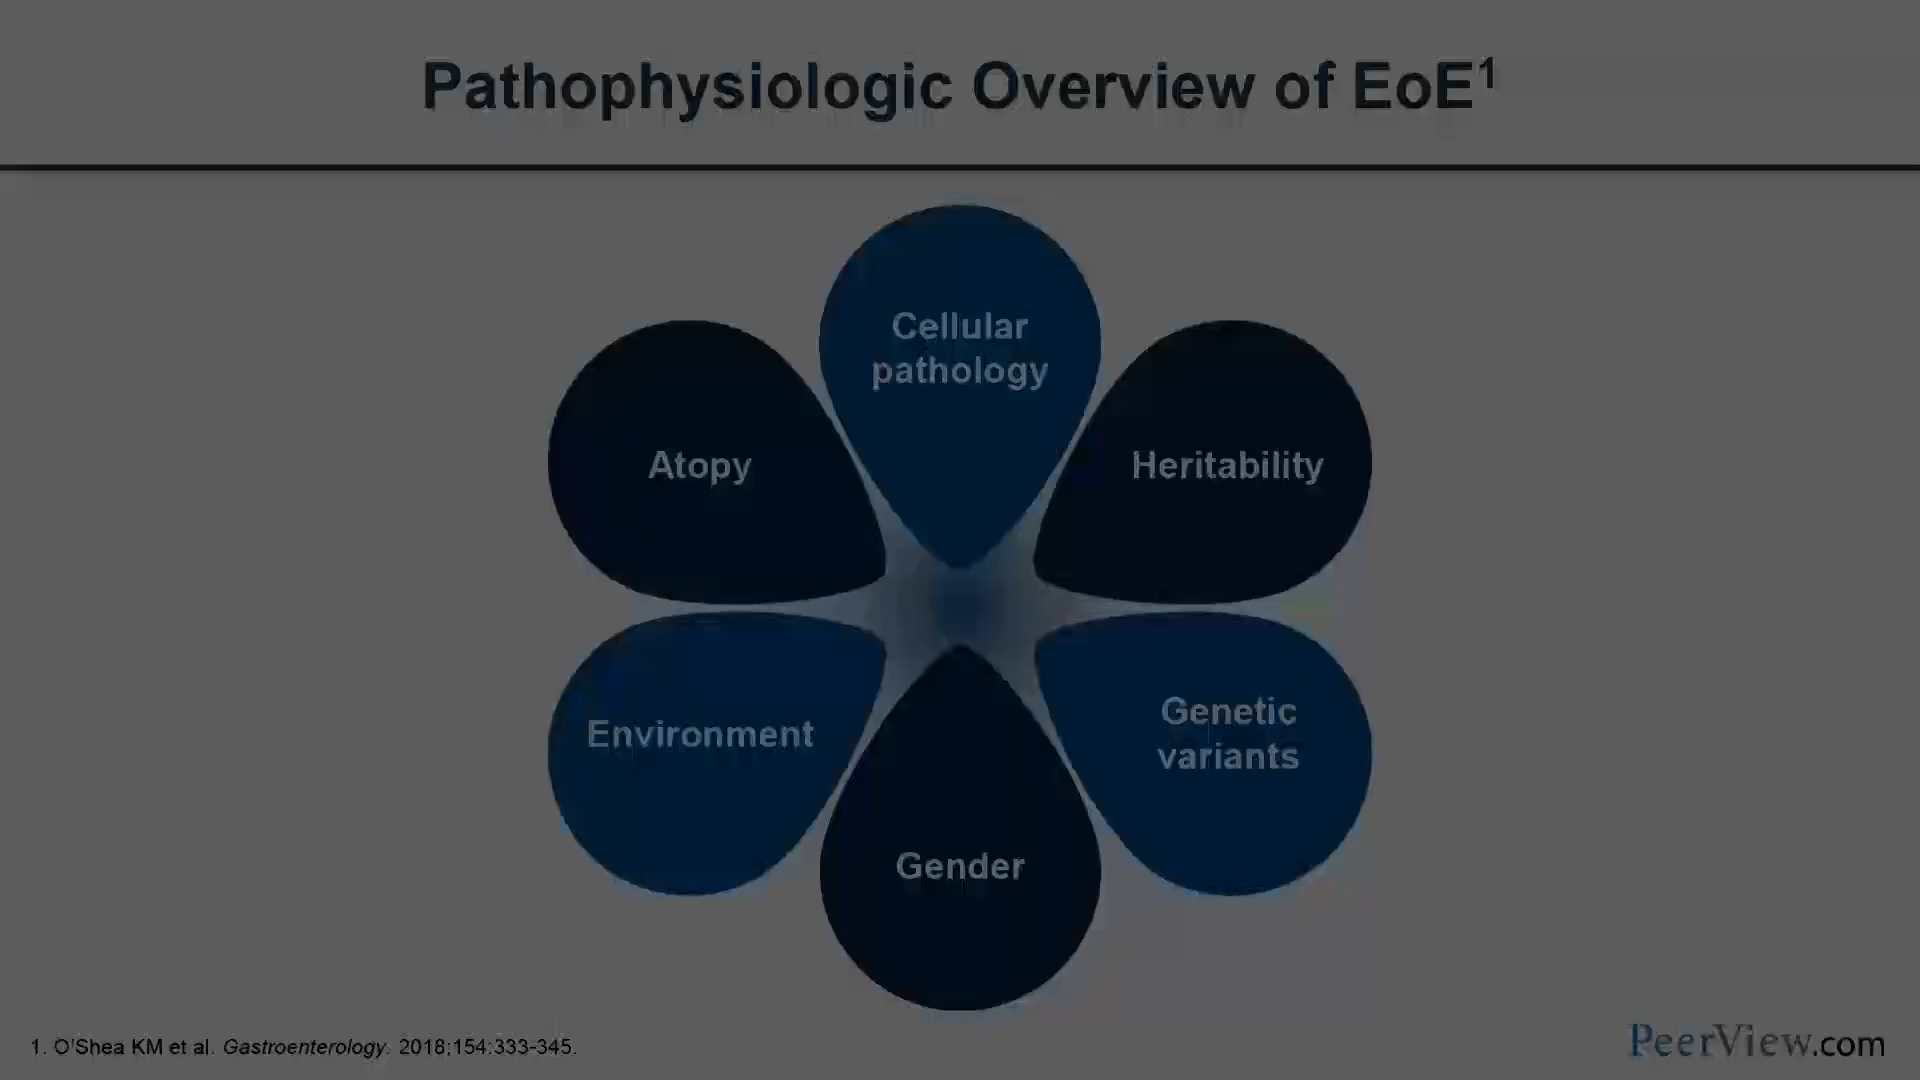 Pathophysiologic Overview of EoE¹
Cellular
pathology
Atopy
Heritability
Environment
Genetic
variants
Gender
1. O'Shea KM et al. Gastroenterology. 2018;154:333-345.
PeerView.com